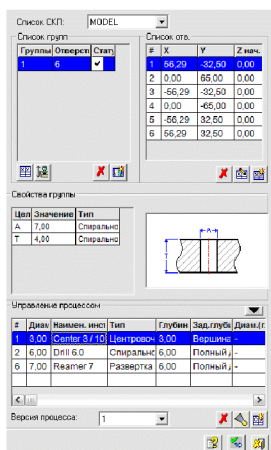 Список СКП: MODEL
Список групп
Группы Отверсти Стату
1 6
Список отв.
# X Y Z нач.
1 56,29 -32,50 0,00
2 0,00 65,00 0,00
3 -56,29 -32,50 0,00
4 0,00 -65,00 0,00
5 -56,29 32,50 0,00
6 56,29 32,50 0,00
Свойства группы
Цел Значение Тип
A 7,00 Спирально
T 4,00 Спирально
A
T
Управление процессом
# Диам Наимен. инст Тип Глубин Зад.глубь Диам.(г
1 3,00 Center 3 / 10 Центровоч 3,00 Вершина -
2 6,00 Drill 6.0 Спирально 6,00 Полный д -
6 7,00 Reamer 7 Развертка 6,00 Полный д -
Версия процесса: 1